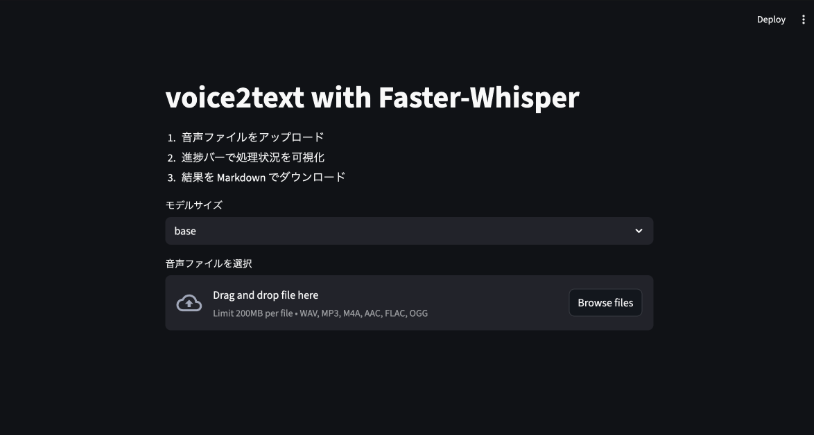 Deploy
voice2text with Faster-Whisper
1. 音声ファイルをアップロード
2. 進捗バーで処理状況を可視化
3. 結果を Markdown でダウンロード
モデルサイズ
base
音声ファイルを選択
Drag and drop file here
Limit 200MB per file • WAV, MP3, M4A, AAC, FLAC, OGG
Browse files